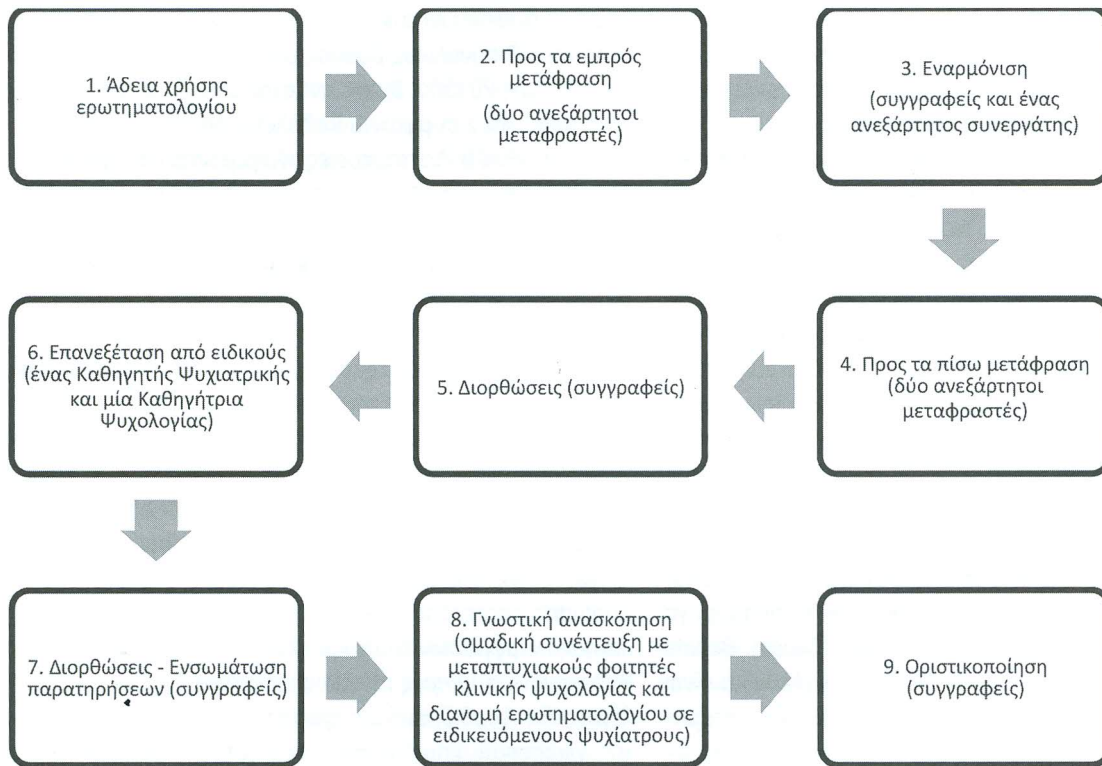 1. Άδεια χρήσης
ερωτηματολογίου
2. Προς τα εμπρός
μετάφραση
(δύο ανεξάρτητοι
μεταφραστές)
3. Εναρμόνιση
(συγγραφείς και ένας
ανεξάρτητος συνεργάτης)
4. Προς τα πίσω μετάφραση
(δύο ανεξάρτητοι
μεταφραστές)
5. Διορθώσεις (συγγραφείς)
6. Επανεξέταση από ειδικούς
(ένας Καθηγητής Ψυχιατρικής
και μία Καθηγήτρια
Ψυχολογίας)
7. Διορθώσεις - Ενσωμάτωση
παρατηρήσεων (συγγραφείς)
8. Γνωστική ανασκόπηση
(ομαδική συνέντευξη με
μεταπτυχιακούς φοιτητές
κλινικής ψυχολογίας και
διανομή ερωτηματολογίου σε
ειδικευόμενους ψυχίατρους)
9. Οριστικοποίηση
(συγγραφείς)